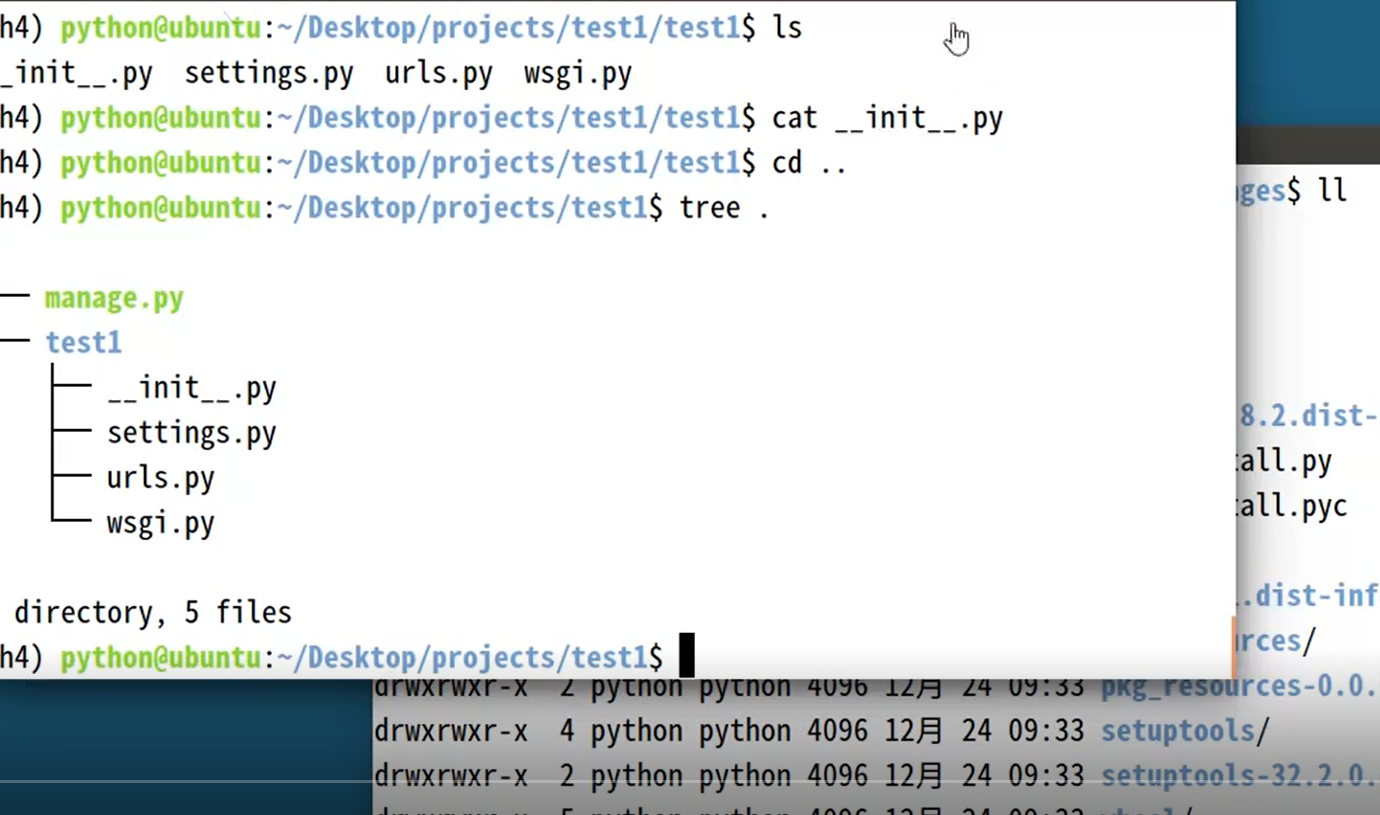 h4) python@ubuntu:~/Desktop/projects/test1/test1$ ls
_init__.py settings.py urls.py wsgi.py
h4) python@ubuntu:~/Desktop/projects/test1/test1$ cat __init__.py
h4) python@ubuntu:~/Desktop/projects/test1/test1$ cd ..
h4) python@ubuntu:~/Desktop/projects/test1$ tree .
manage.py
test1
__init__.py
settings.py
urls.py
wsgi.py
directory, 5 files
h4) python@ubuntu:~/Desktop/projects/test1$
ges$ ll
8.2.dist-
all.py
all.pyc
.dist-inf
rces/
drwxrwxr-x 2 python python 4096 12月 24 09:33 pkg_resources-0.0.
drwxrwxr-x 4 python python 4096 12月 24 09:33 setuptools/
drwxrwxr-x 2 python python 4096 12月 24 09:33 setuptools-32.2.0.